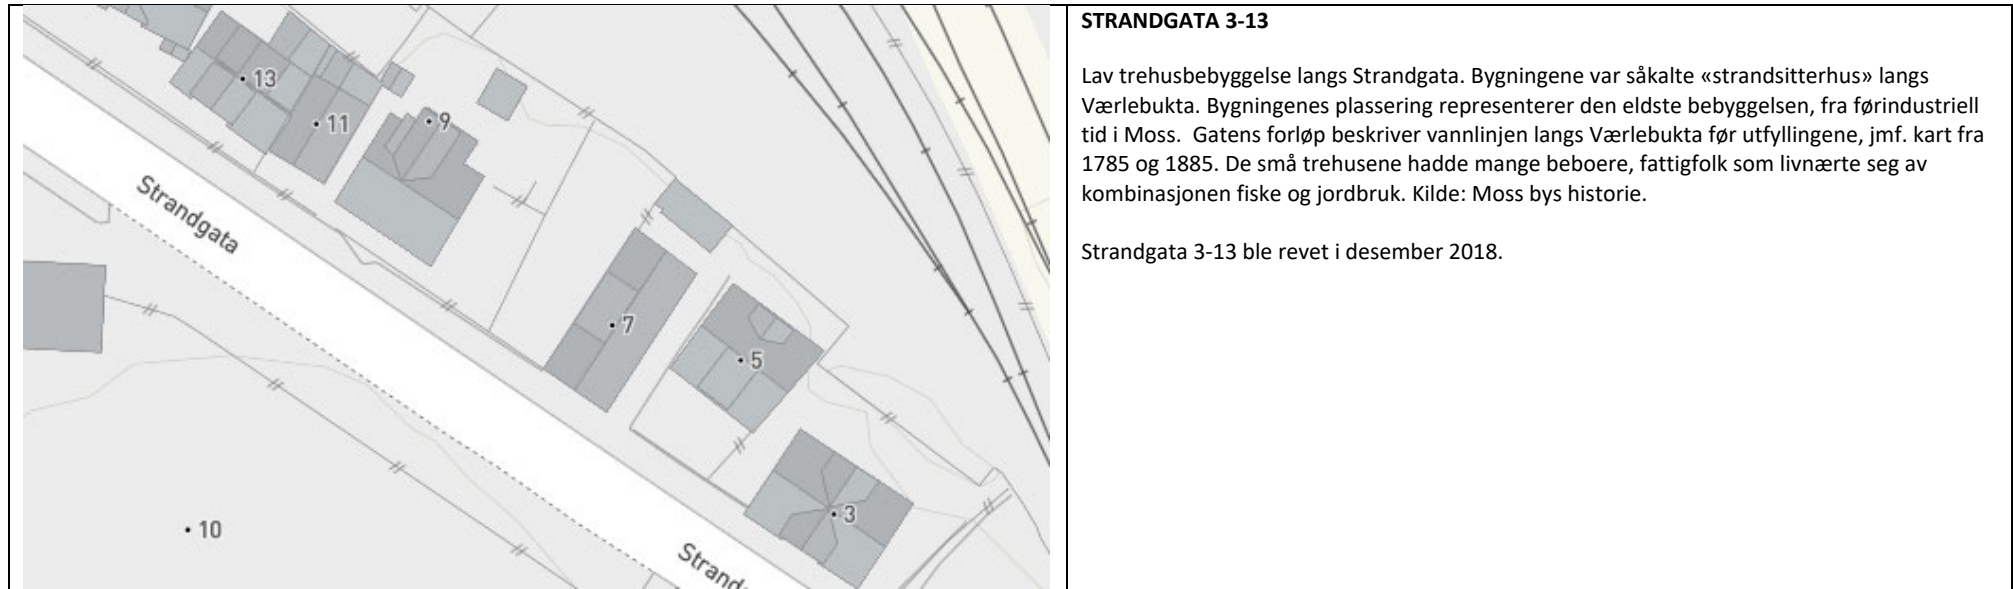 13
11
9
Strandgata
7
5
3
10
Strand
STRANDGATA 3-13
Lav trehusbebyggelse langs Strandgata. Bygningene var såkalte «strandsitterhus» langs
Værlebukta. Bygningenes plassering representerer den eldste bebyggelsen, fra førindustriell
tid i Moss.  Gatens forløp beskriver vannlinjen langs Værlebukta før utfyllingene, jmf. kart fra
1785 og 1885. De små trehusene hadde mange beboere, fattigfolk som livnærte seg av
kombinasjonen fiske og jordbruk. Kilde: Moss bys historie.
Strandgata 3-13 ble revet i desember 2018.